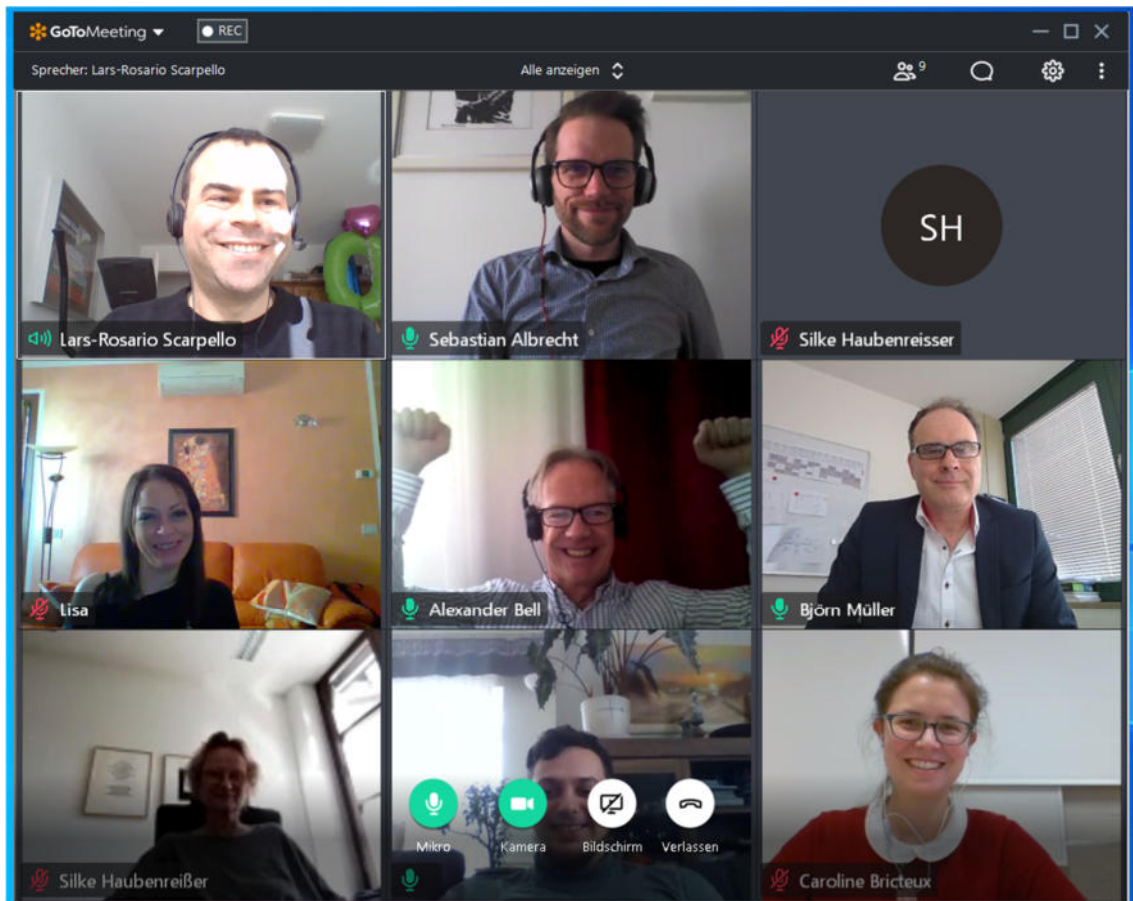 GoToMeeting
REC
Sprecher: Lars-Rosario Scarpello
Alle anzeigen
9
Lars-Rosario Scarpello
Sebastian Albrecht
SH
Silke Haubenreisser
Lisa
Alexander Bell
Björn Müller
Mikro
Kamera
Bildschirm
Verlassen
Silke Haubenreißer
Caroline Bricteux